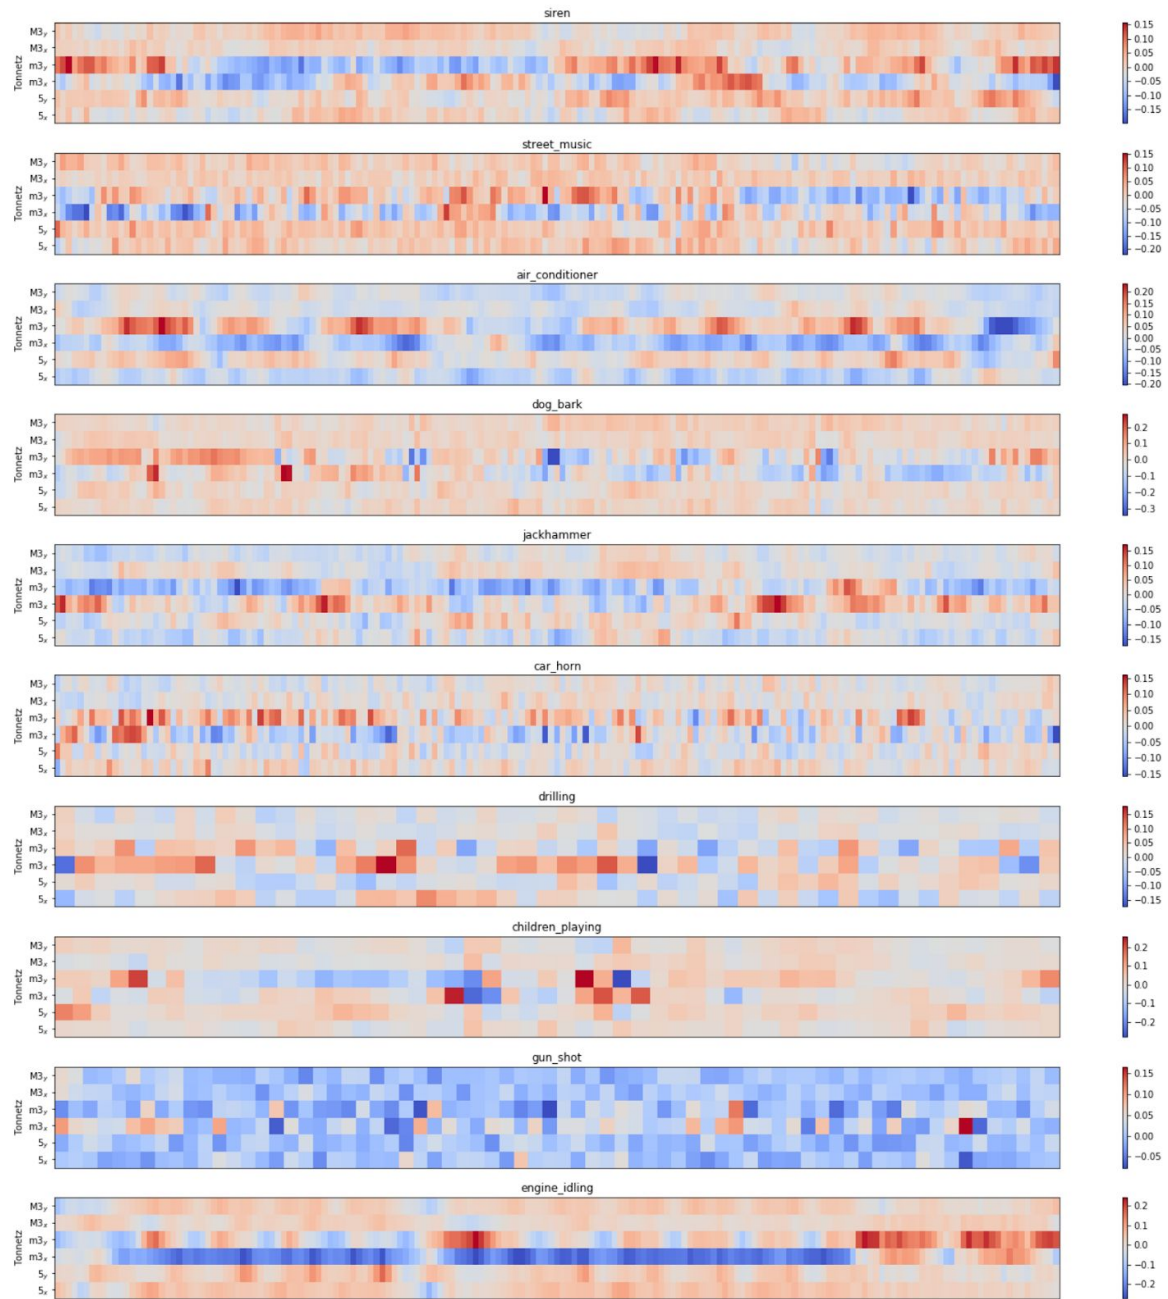 siren
M3y
M3x
m3y
m3x
5y
5x
Tonnetz
0.15
0.10
0.05
0.00
−0.05
−0.10
−0.15
street_music
M3y
M3x
m3y
m3x
5y
5x
Tonnetz
0.15
0.10
0.05
0.00
−0.05
−0.10
−0.15
−0.20
air_conditioner
M3y
M3x
m3y
m3x
5y
5x
Tonnetz
0.20
0.15
0.10
0.05
0.00
−0.05
−0.10
−0.15
−0.20
dog_bark
M3y
M3x
m3y
m3x
5y
5x
Tonnetz
0.2
0.1
0.0
−0.1
−0.2
−0.3
jackhammer
M3y
M3x
m3y
m3x
5y
5x
Tonnetz
0.15
0.10
0.05
0.00
−0.05
−0.10
−0.15
car_horn
M3y
M3x
m3y
m3x
5y
5x
Tonnetz
0.15
0.10
0.05
0.00
−0.05
−0.10
−0.15
drilling
M3y
M3x
m3y
m3x
5y
5x
Tonnetz
0.15
0.10
0.05
0.00
−0.05
−0.10
−0.15
children_playing
M3y
M3x
m3y
m3x
5y
5x
Tonnetz
0.2
0.1
0.0
−0.1
−0.2
gun_shot
M3y
M3x
m3y
m3x
5y
5x
Tonnetz
0.15
0.10
0.05
0.00
−0.05
engine_idling
M3y
M3x
m3y
m3x
5y
5x
Tonnetz
0.2
0.1
0.0
−0.1
−0.2